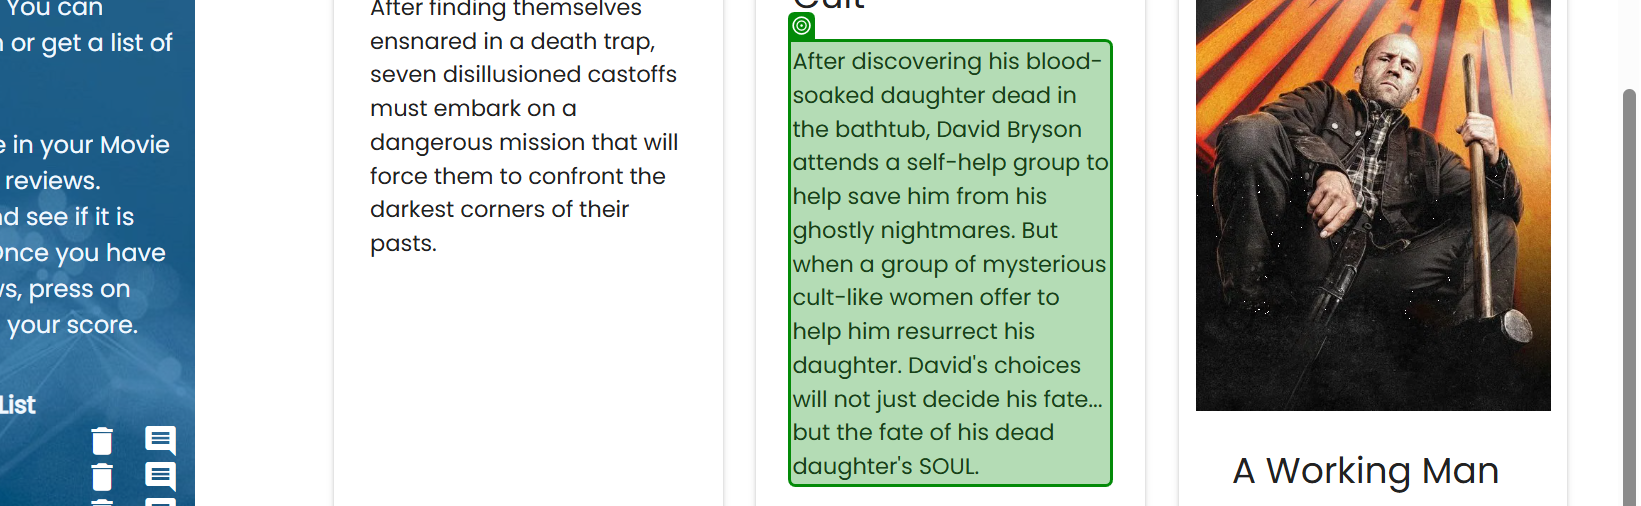 You can
or get a list of
in your Movie
reviews.
see if it is
Once you have
press on
your score.
List
After finding themselves
ensnared in a death trap,
seven disillusioned castoffs
must embark on a
dangerous mission that will
force them to confront the
darkest corners of their
pasts.
Cult
After discovering his blood-
soaked daughter dead in
the bathtub, David Bryson
attends a self-help group to
help save him from his
ghostly nightmares. But
when a group of mysterious
cult-like women offer to
help him resurrect his
daughter. David's choices
will not just decide his fate...
but the fate of his dead
daughter's SOUL.
A Working Man